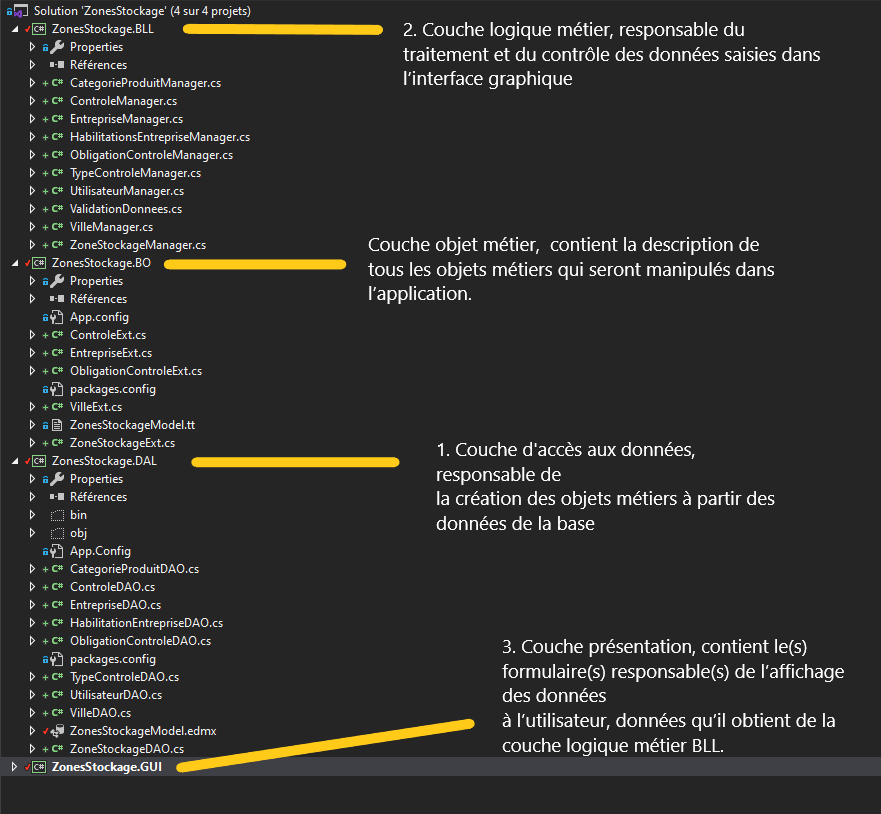 Solution 'ZonesStockage' (4 sur 4 projets)
ZonesStockage.BLL
2. Couche logique métier, responsable du
traitement et du contrôle des données saisies dans
l’interface graphique
Properties
Références
CategorieProduitManager.cs
ControleManager.cs
EntrepriseManager.cs
HabilitationsEntrepriseManager.cs
ObligationControleManager.cs
TypeControleManager.cs
UtilisateurManager.cs
ValidationDonnees.cs
VilleManager.cs
ZoneStockageManager.cs
ZonesStockage.BO
Couche objet métier,  contient la description de
tous les objets métiers qui seront manipulés dans
l’application.
Properties
Références
App.config
ControleExt.cs
EntrepriseExt.cs
ObligationControleExt.cs
packages.config
VilleExt.cs
ZonesStockageModel.tt
ZoneStockageExt.cs
ZonesStockage.DAL
1. Couche d'accès aux données,
responsable de
la création des objets métiers à partir des
données de la base
Properties
Références
bin
obj
App.Config
CategorieProduitDAO.cs
ControleDAO.cs
EntrepriseDAO.cs
HabilitationEntrepriseDAO.cs
ObligationControleDAO.cs
packages.config
TypeControleDAO.cs
UtilisateurDAO.cs
VilleDAO.cs
ZonesStockageModel.edmx
ZoneStockageDAO.cs
3. Couche présentation, contient le(s)
formulaire(s) responsable(s) de l’affichage
des données
à l’utilisateur, données qu’il obtient de la
couche logique métier BLL.
ZonesStockage.GUI